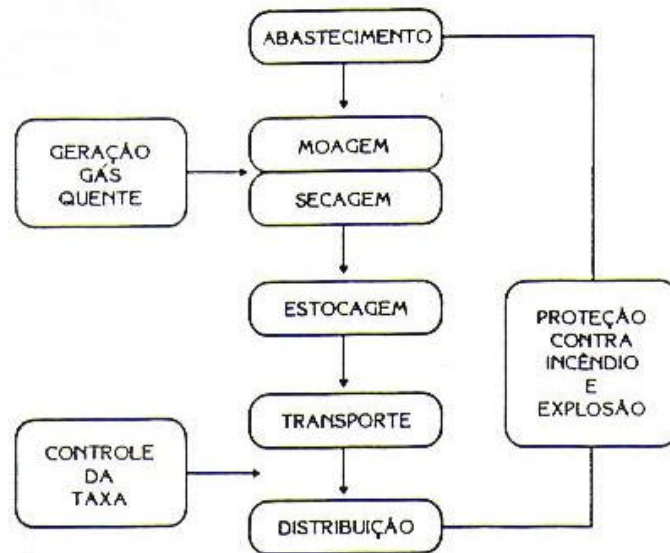 ABASTECIMENTO
GERAÇÃO
GÁS
QUENTE
MOAGEM
SECAGEM
ESTOCAGEM
PROTEÇÃO
CONTRA
INCÊNDIO
E
EXPLOSÃO
TRANSPORTE
CONTROLE
DA
TAXA
DISTRIBUIÇÃO